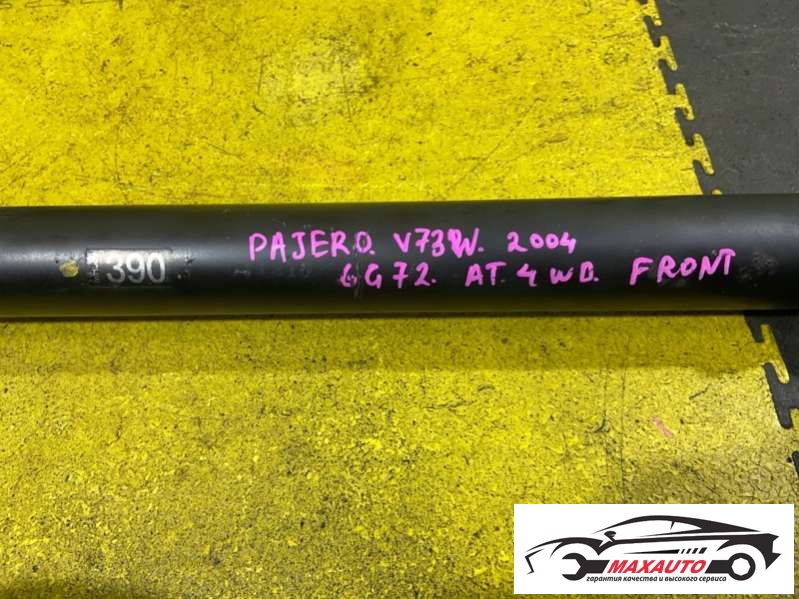 PAJERO. V73W. 2004
6G72. AT. 4WD. FRONT
390
MAXAUTO
гарантия качества и высокого сервиса